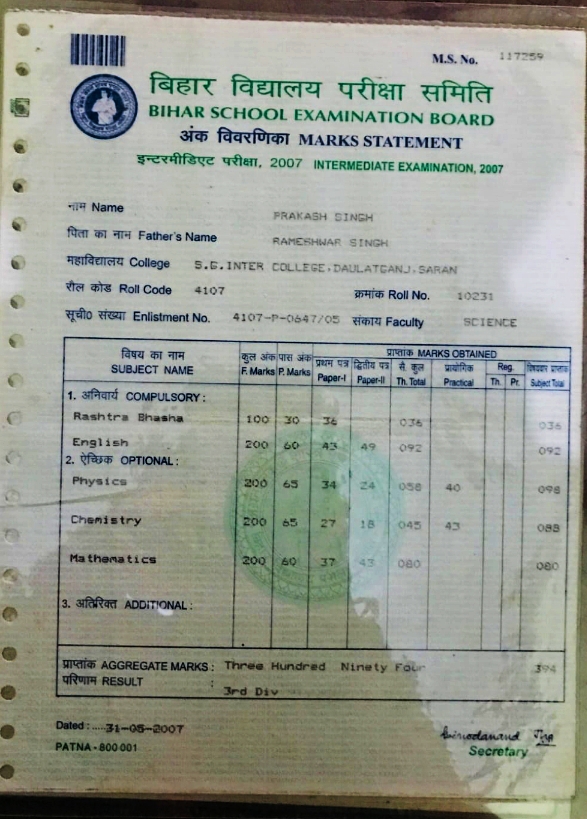 M.S. No. 117259
बिहार विद्यालय परीक्षा समिति
BIHAR SCHOOL EXAMINATION BOARD
अंक विवरणिका MARKS STATEMENT
इन्टरमीडिएट परीक्षा, 2007 INTERMEDIATE EXAMINATION, 2007
नाम Name PRAKASH SINGH
पिता का नाम Father's Name RAMESHWAR SINGH
महाविद्यालय College S.G.INTER COLLEGE,DAULATGANJ,SARAN
रौल कोड Roll Code 4107 क्रमांक Roll No. 10231
सूची० संख्या Enlistment No. 4107-P-0647/05 संकाय Faculty SCIENCE
विषय का नाम कुल अंक पास अंक प्राप्तांक MARKS OBTAINED
SUBJECT NAME F. Marks P. Marks प्रथम पत्र द्वितीय पत्र सै. कुल प्रायोगिक Reg. विषयवार प्राप्तांक
Paper-I Paper-II Th. Total Practical Th. Pr. Subject Total
1. अनिवार्य COMPULSORY :
Rashtra Bhasha 100 30 36 036 036
English 200 60 43 49 092 092
2. ऐच्छिक OPTIONAL :
Physics 200 65 34 24 058 40 098
Chemistry 200 65 27 18 045 43 088
Mathematics 200 60 37 43 080 080
3. अतिरिक्त ADDITIONAL :
प्राप्तांक AGGREGATE MARKS : Three Hundred Ninety Four 394
परिणाम RESULT : 3rd Div
Dated : ....31-05-2007
PATNA - 800 001
Secretary